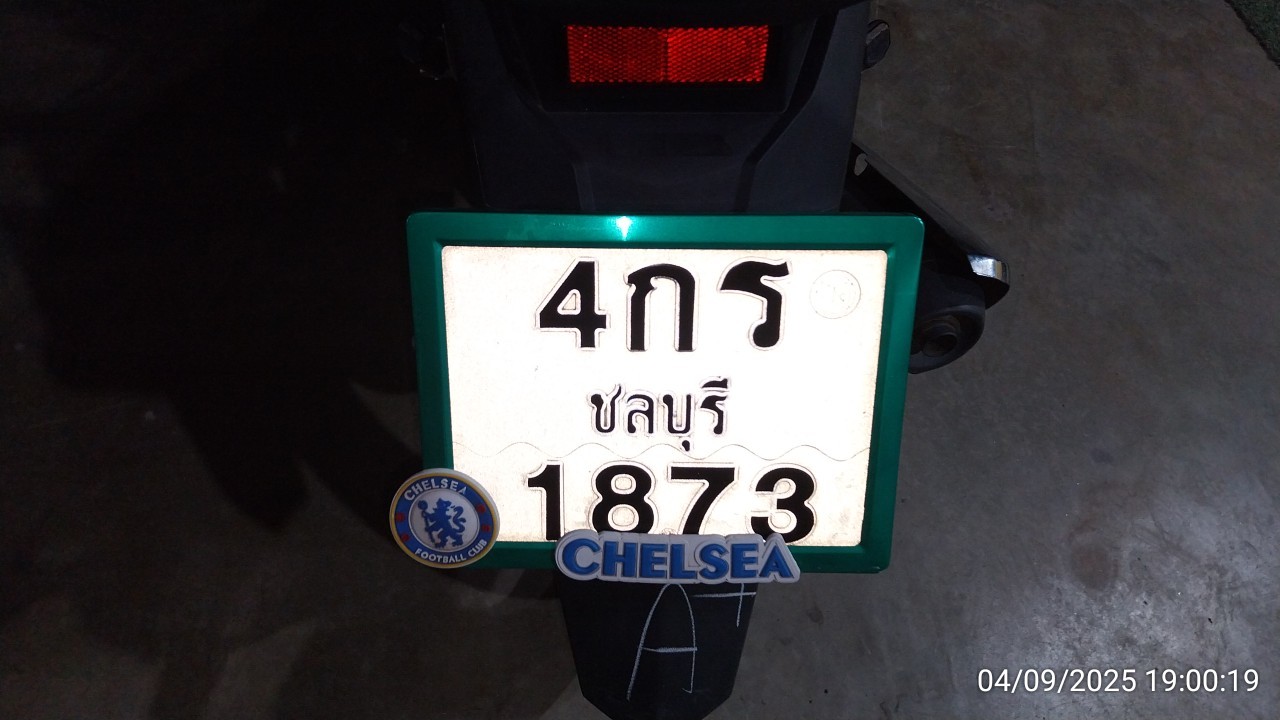 4กร
ชลบุรี
1873
CHELSEA
FOOTBALL CLUB
CHELSEA
A+
04/09/2025 19:00:19